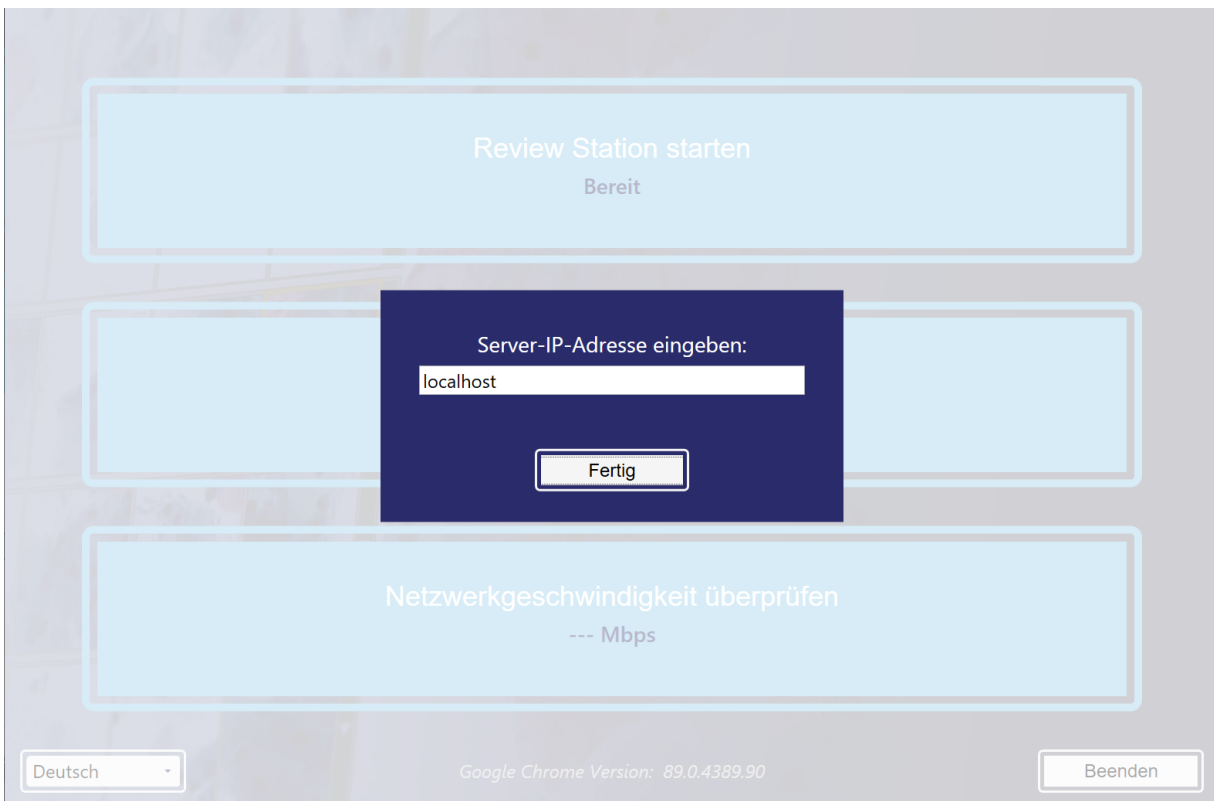 Review Station starten
Bereit
Server-IP-Adresse eingeben:
localhost
Fertig
Netzwerkgeschwindigkeit überprüfen
--- Mbps
Deutsch
Google Chrome Version: 89.0.4389.90
Beenden